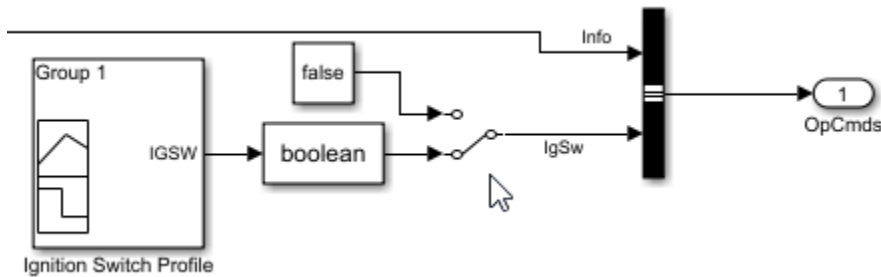 Info
Group 1
false
1
OpCmds
IGSW
boolean
IgSw
Ignition Switch Profile